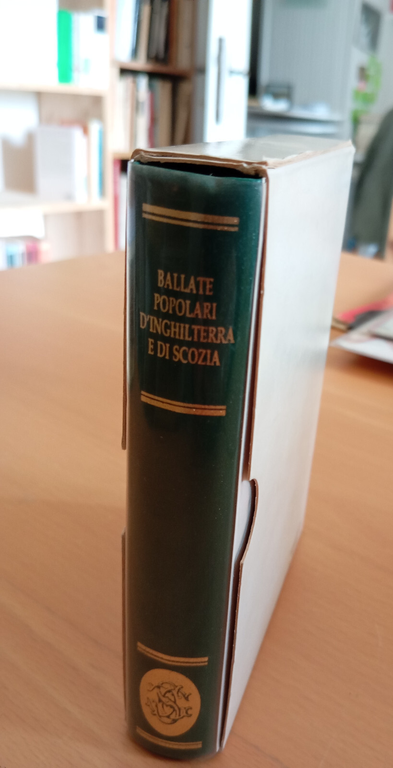 BALLATE
POPOLARI
D'INGHILTERRA
E DI SCOZIA